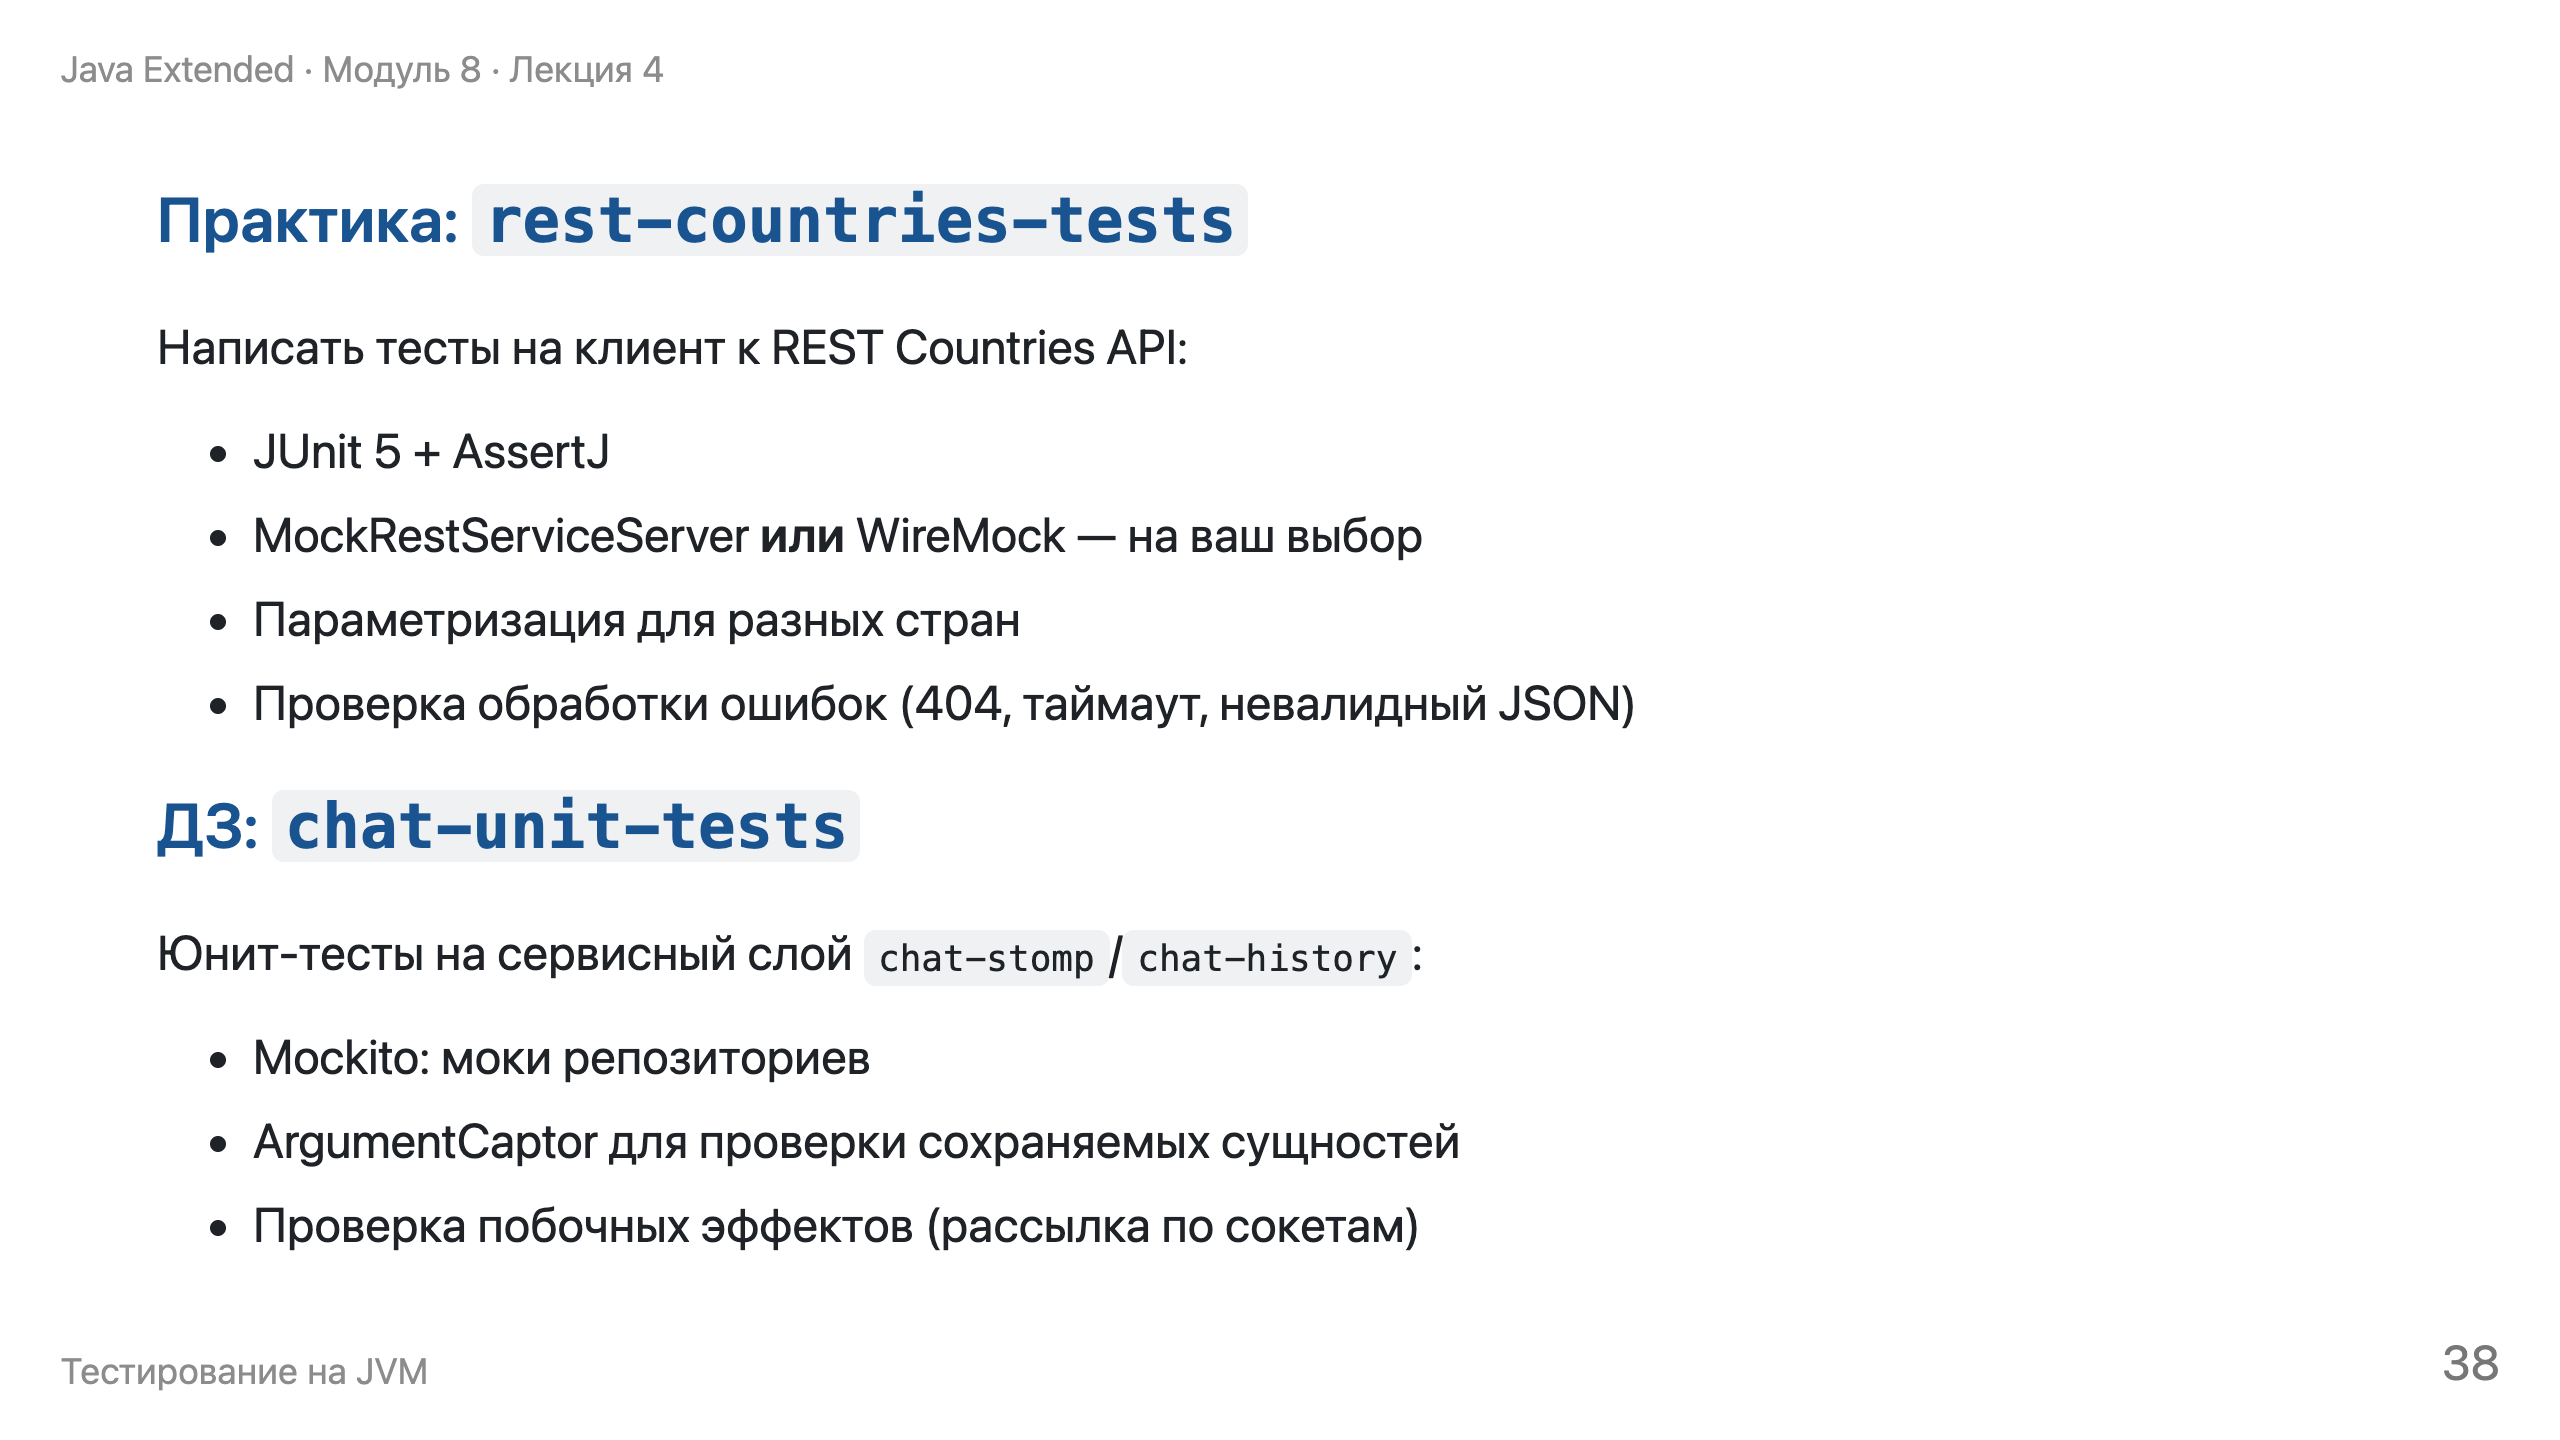 Java Extended · Модуль 8 · Лекция 4
Практика: rest-countries-tests
Написать тесты на клиент к REST Countries API:
• JUnit 5 + AssertJ
• MockRestServiceServer или WireMock — на ваш выбор
• Параметризация для разных стран
• Проверка обработки ошибок (404, таймаут, невалидный JSON)
ДЗ: chat-unit-tests
Юнит-тесты на сервисный слой chat-stomp/chat-history:
• Mockito: моки репозиториев
• ArgumentCaptor для проверки сохраняемых сущностей
• Проверка побочных эффектов (рассылка по сокетам)
Тестирование на JVM
38